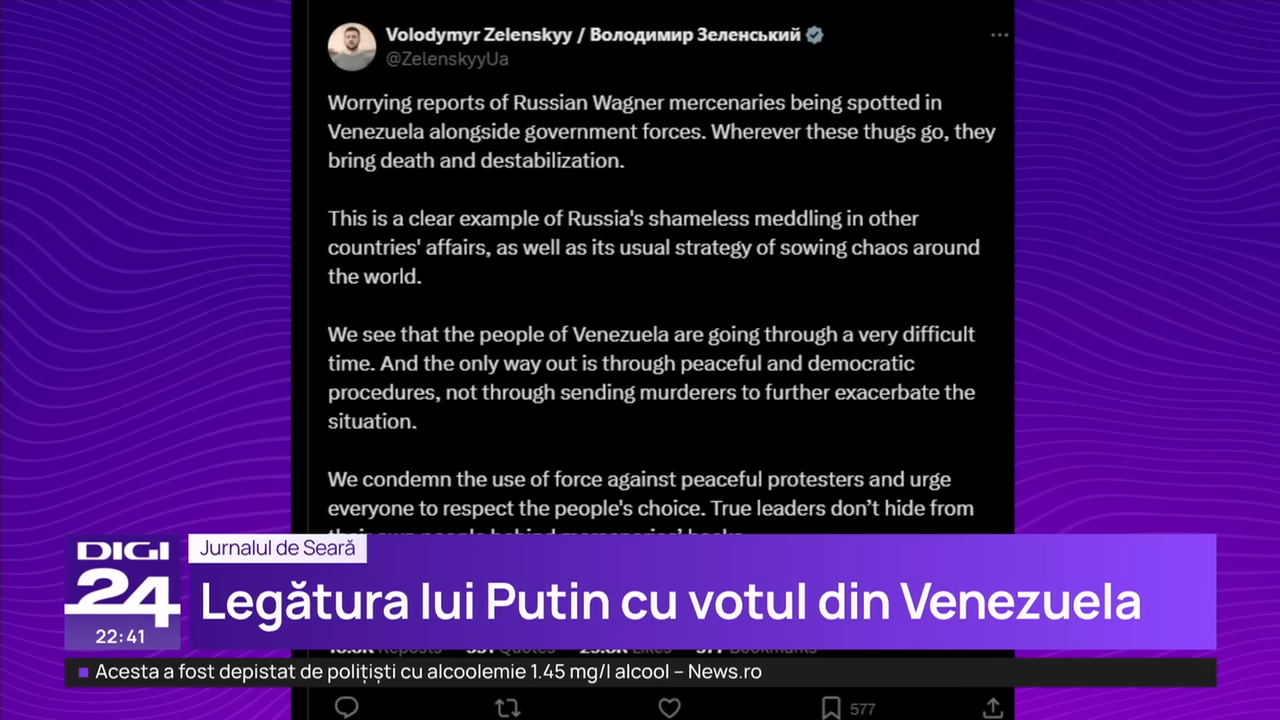 Volodymyr Zelenskyy / Володимир Зеленський
@ZelenskyyUa
Worrying reports of Russian Wagner mercenaries being spotted in
Venezuela alongside government forces. Wherever these thugs go, they
bring death and destabilization.
This is a clear example of Russia's shameless meddling in other
countries' affairs, as well as its usual strategy of sowing chaos around
the world.
We see that the people of Venezuela are going through a very difficult
time. And the only way out is through peaceful and democratic
procedures, not through sending murderers to further exacerbate the
situation.
We condemn the use of force against peaceful protesters and urge
everyone to respect the people's choice. True leaders don’t hide from
DIGI
24
22:41
Jurnalul de Seară
Legătura lui Putin cu votul din Venezuela
Reposts Quotes Likes 577 Bookmarks
Acesta a fost depistat de polițiști cu alcoolemie 1.45 mg/l alcool – News.ro
577